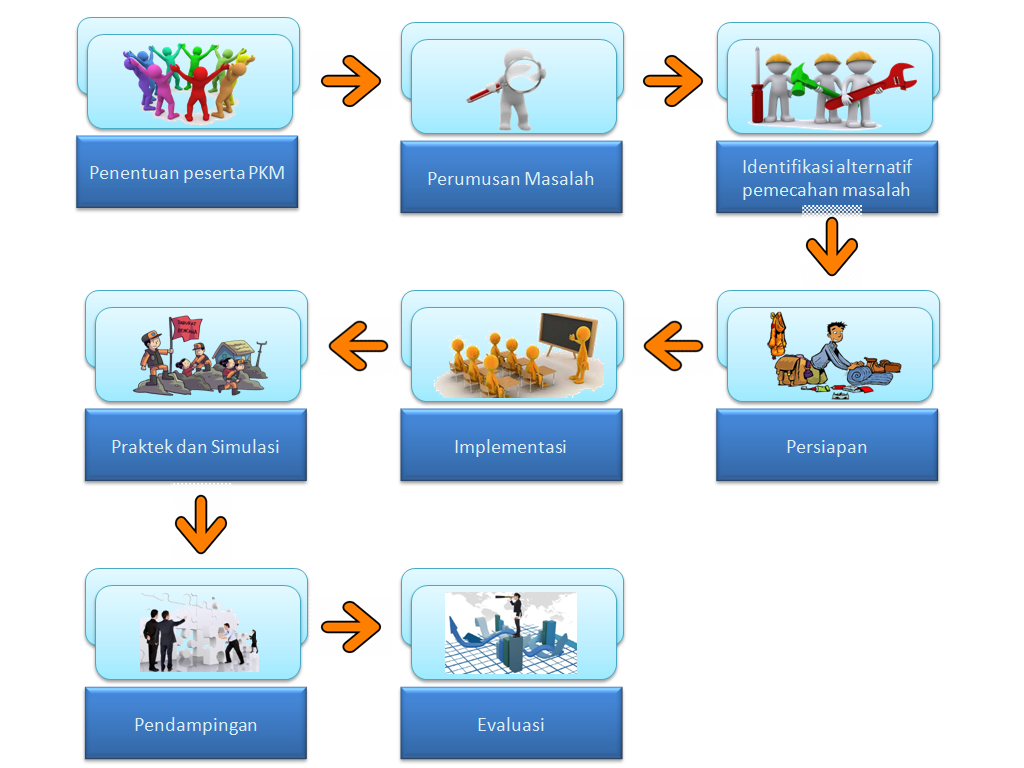 Penentuan peserta PKM
Perumusan Masalah
Identifikasi alternatif
pemecahan masalah
Persiapan
Implementasi
Praktek dan Simulasi
Pendampingan
Evaluasi